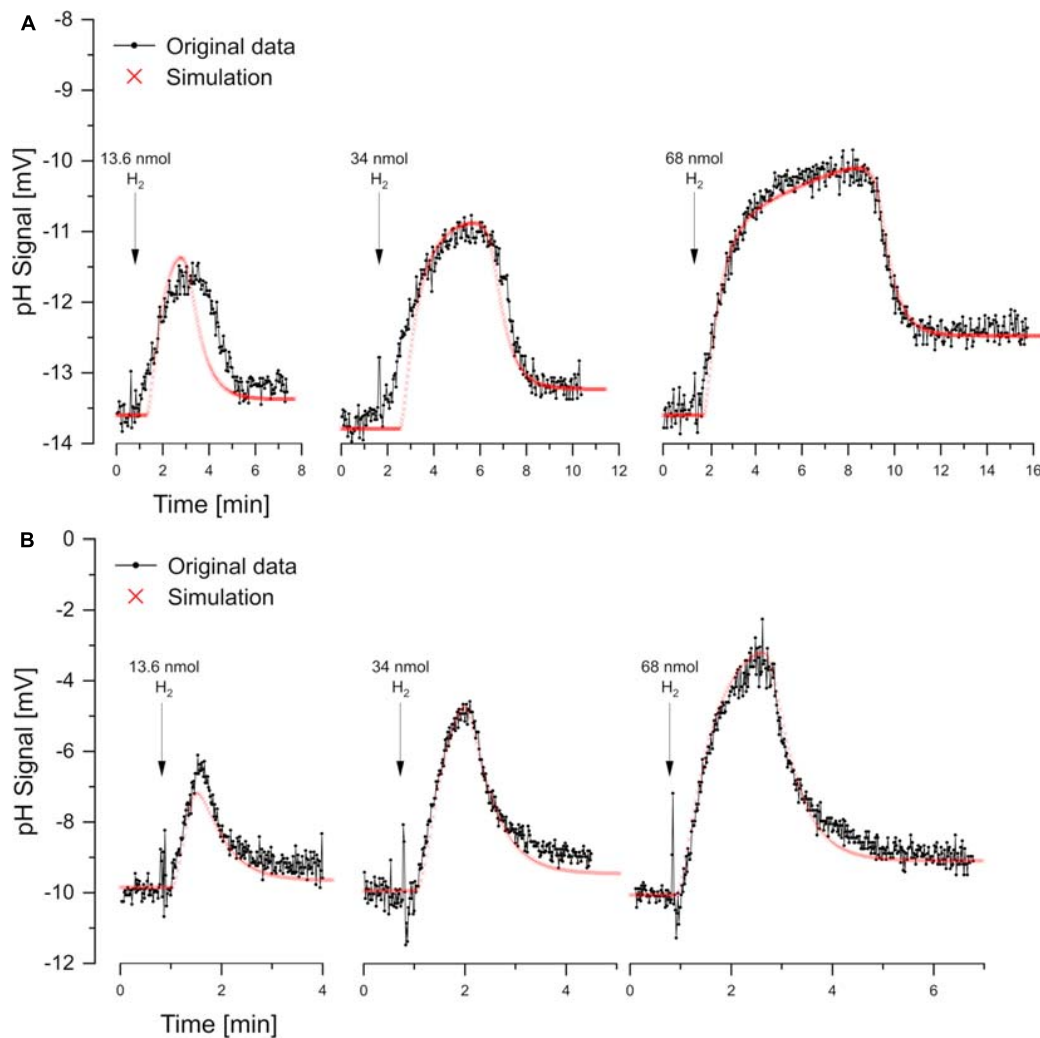 A
-8
-9
-10
-11
-12
-13
-14
pH Signal [mV]
Original data
Simulation
13.6 nmol
H₂
34 nmol
H₂
68 nmol
H₂
0 2 4 6 8
0 2 4 6 8 10 12
0 2 4 6 8 10 12 14 16
Time [min]
B
0
-2
-4
-6
-8
-10
-12
pH Signal [mV]
Original data
Simulation
13.6 nmol
H₂
34 nmol
H₂
68 nmol
H₂
0 2 4
0 2 4
0 2 4 6
Time [min]